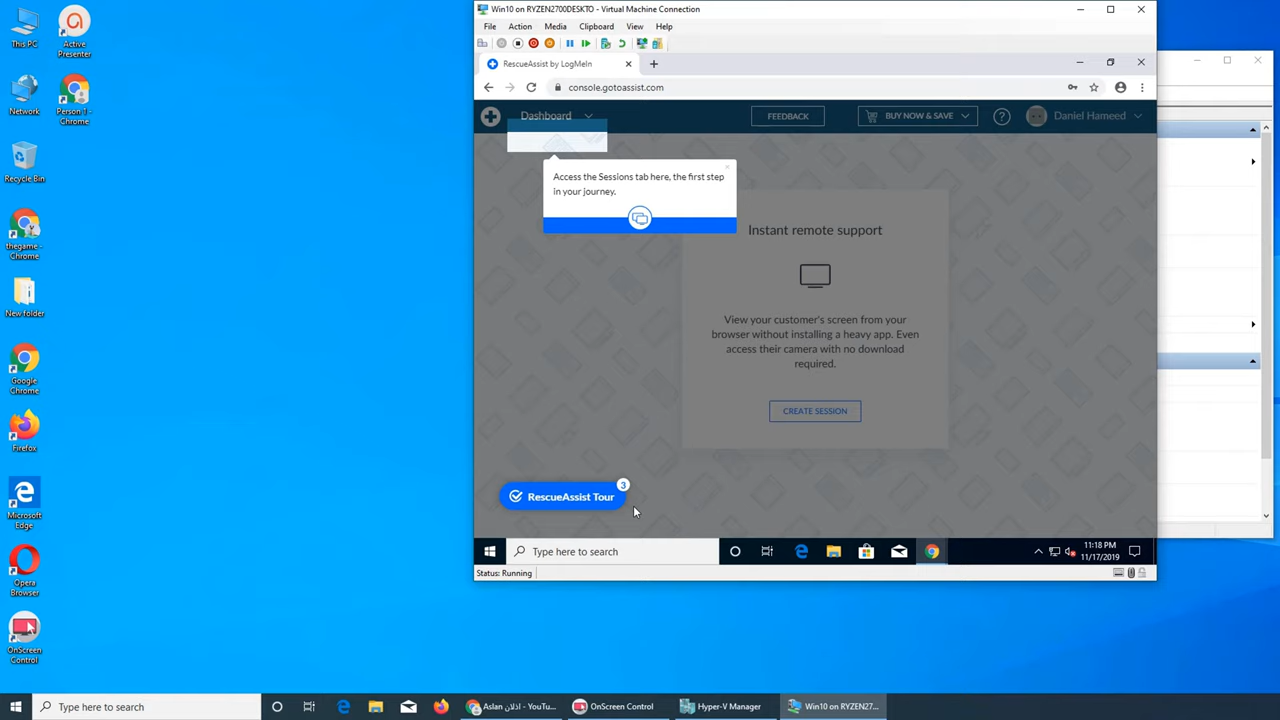 This PC
Active
Presenter
Network
Person 1 -
Chrome
Recycle Bin
thegame -
Chrome
New folder
Google
Chrome
Firefox
Microsoft
Edge
Opera
Browser
OnScreen
Control
Win10 on RYZEN2700DESKTO - Virtual Machine Connection
File Action Media Clipboard View Help
RescueAssist by LogMeIn
console.gotoassist.com
Dashboard
FEEDBACK
BUY NOW & SAVE
?
Daniel Hameed
Access the Sessions tab here, the first step
in your journey.
Instant remote support
View your customer's screen from your
browser without installing a heavy app. Even
access their camera with no download
required.
CREATE SESSION
RescueAssist Tour
3
Type here to search
11:18 PM
11/17/2019
Status: Running
Type here to search
Aslan اذلان - YouTu...
OnScreen Control
Hyper-V Manager
Win10 on RYZEN27...